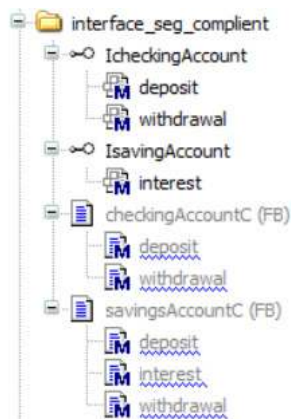 interface_seg_complient
IcheckingAccount
deposit
withdrawal
IsavingAccount
interest
checkingAccountC (FB)
deposit
withdrawal
savingsAccountC (FB)
deposit
interest
withdrawal